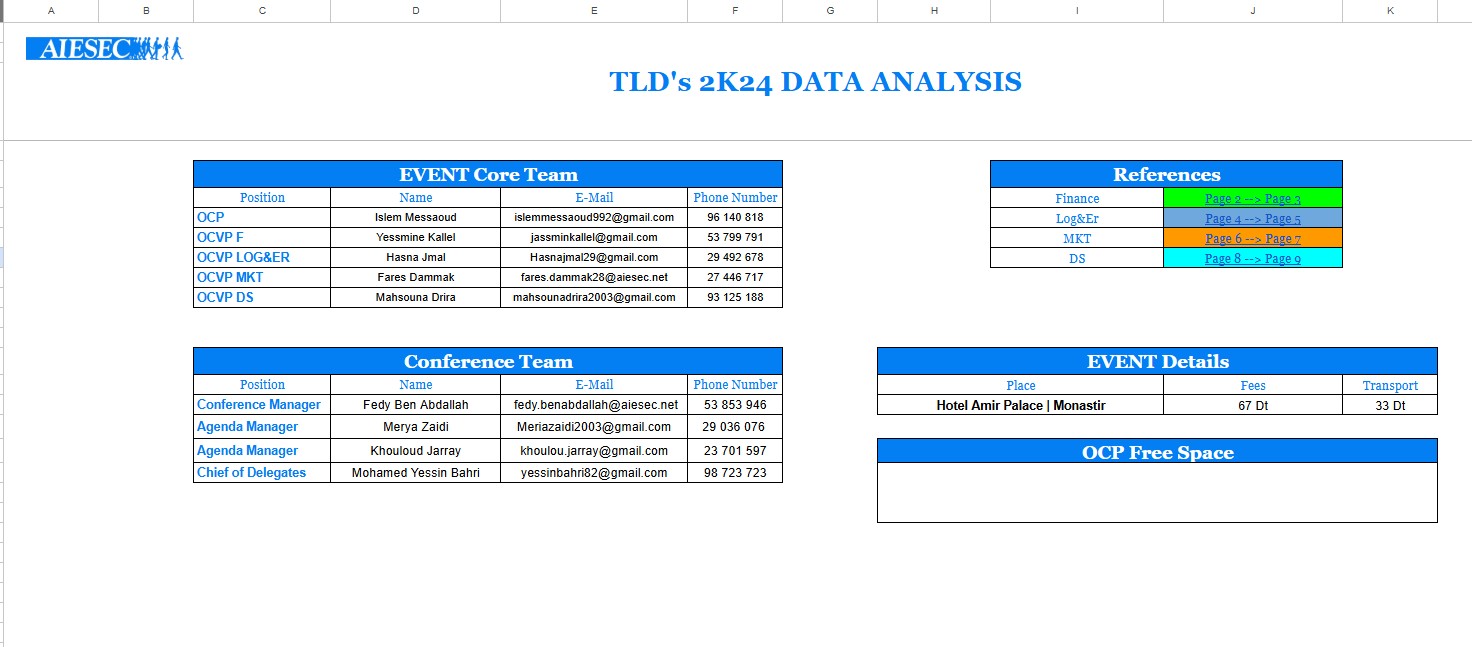 A B C D E F G H I J K
AIESEC
TLD's 2K24 DATA ANALYSIS
EVENT Core Team
Position Name E-Mail Phone Number
OCP Islem Messaoud islemmessaoud992@gmail.com 96 140 818
OCVP F Yessmine Kallel jassminkallel@gmail.com 53 799 791
OCVP LOG&ER Hasna Jmal Hasnajmal29@gmail.com 29 492 678
OCVP MKT Fares Dammak fares.dammak28@aiesec.net 27 446 717
OCVP DS Mahsouna Drira mahsounadrira2003@gmail.com 93 125 188
References
Finance Page 2 --> Page 3
Log&Er Page 4 --> Page 5
MKT Page 6 --> Page 7
DS Page 8 --> Page 9
Conference Team
Position Name E-Mail Phone Number
Conference Manager Fedy Ben Abdallah fedy.benabdallah@aiesec.net 53 853 946
Agenda Manager Merya Zaidi Meriazaidi2003@gmail.com 29 036 076
Agenda Manager Khouloud Jarray khoulou.jarray@gmail.com 23 701 597
Chief of Delegates Mohamed Yessin Bahri yessinbahri82@gmail.com 98 723 723
EVENT Details
Place Fees Transport
Hotel Amir Palace | Monastir 67 Dt 33 Dt
OCP Free Space